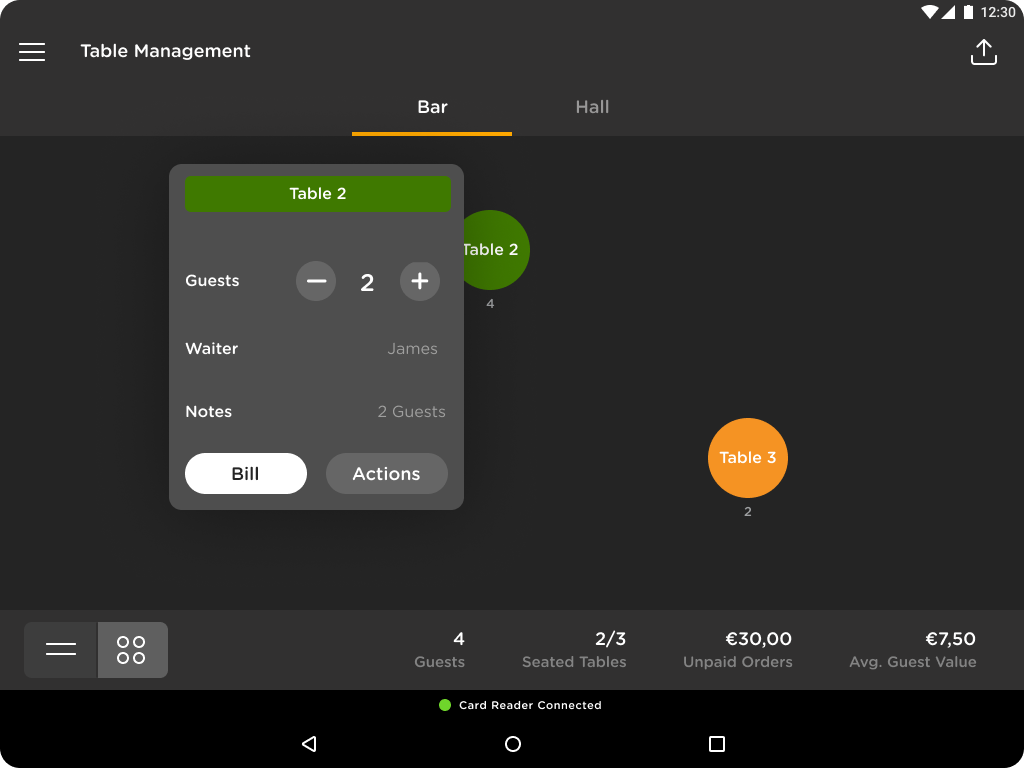 12:30
Table Management
Bar
Hall
Table 2
Guests
2
Waiter
James
Notes
2 Guests
Bill
Actions
Table 2
4
Table 3
2
4
Guests
2/3
Seated Tables
€30,00
Unpaid Orders
€7,50
Avg. Guest Value
Card Reader Connected